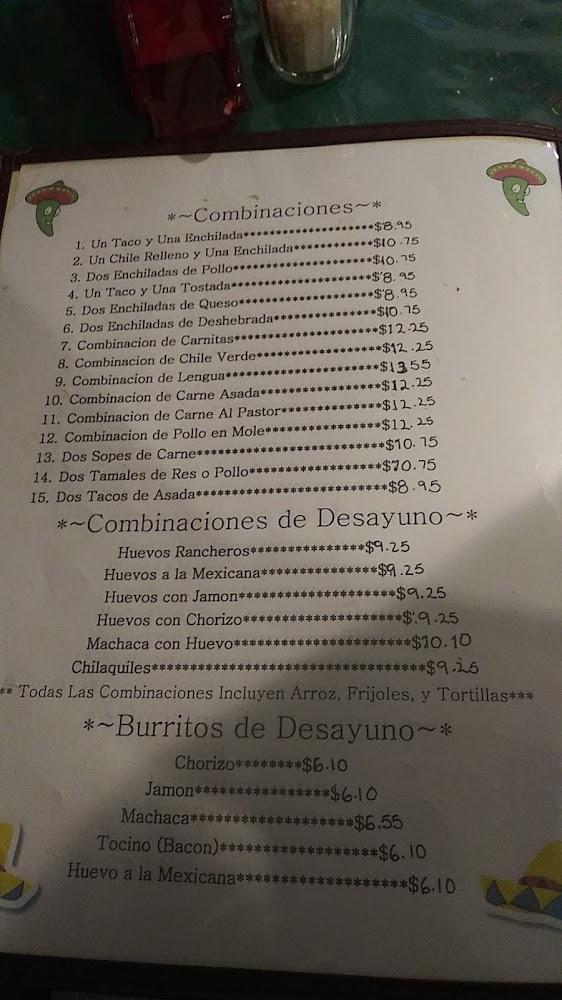 *~Combinaciones~*
1. Un Taco y Una Enchilada*********************$8.95
2. Un Chile Relleno y Una Enchilada*************$10.75
3. Dos Enchiladas de Pollo***********************$10.75
4. Un Taco y Una Tostada***********************$8.95
5. Dos Enchiladas de Queso**********************$8.95
6. Dos Enchiladas de Deshebrada****************$10.75
7. Combinacion de Carnitas***********************$12.25
8. Combinacion de Chile Verde********************$12.25
9. Combinacion de Lengua************************$13.55
10. Combinacion de Carne Asada*******************$12.25
11. Combinacion de Carne Al Pastor****************$12.25
12. Combinacion de Pollo en Mole******************$12.25
13. Dos Sopes de Carne***************************$10.75
14. Dos Tamales de Res o Pollo********************$10.75
15. Dos Tacos de Asada****************************$8.95
*~Combinaciones de Desayuno~*
Huevos Rancheros***************$9.25
Huevos a la Mexicana***************$9.25
Huevos con Jamon********************$9.25
Huevos con Chorizo********************$9.25
Machaca con Huevo**********************$10.10
Chilaquiles***********************************$9.25
** Todas Las Combinaciones Incluyen Arroz, Frijoles, y Tortillas***
*~Burritos de Desayuno~*
Chorizo********$6.10
Jamon****************$6.10
Machaca*******************$6.55
Tocino (Bacon)******************$6.10
Huevo a la Mexicana*******************$6.10